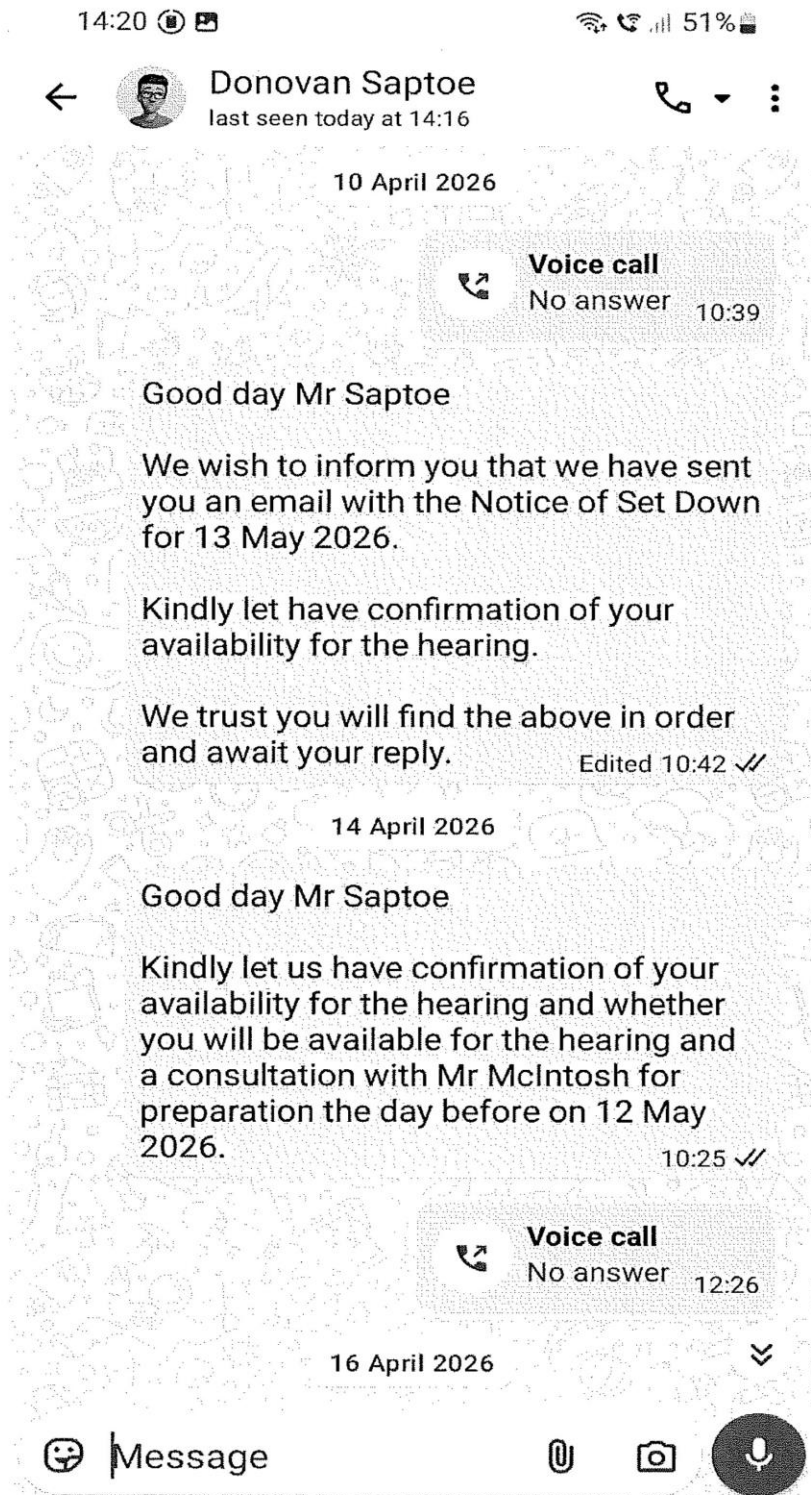 14:20 51%
Donovan Saptoe
last seen today at 14:16
10 April 2026
Voice call
No answer 10:39
Good day Mr Saptoe
We wish to inform you that we have sent
you an email with the Notice of Set Down
for 13 May 2026.
Kindly let have confirmation of your
availability for the hearing.
We trust you will find the above in order
and await your reply. Edited 10:42
14 April 2026
Good day Mr Saptoe
Kindly let us have confirmation of your
availability for the hearing and whether
you will be available for the hearing and
a consultation with Mr McIntosh for
preparation the day before on 12 May
2026. 10:25
Voice call
No answer 12:26
16 April 2026
Message